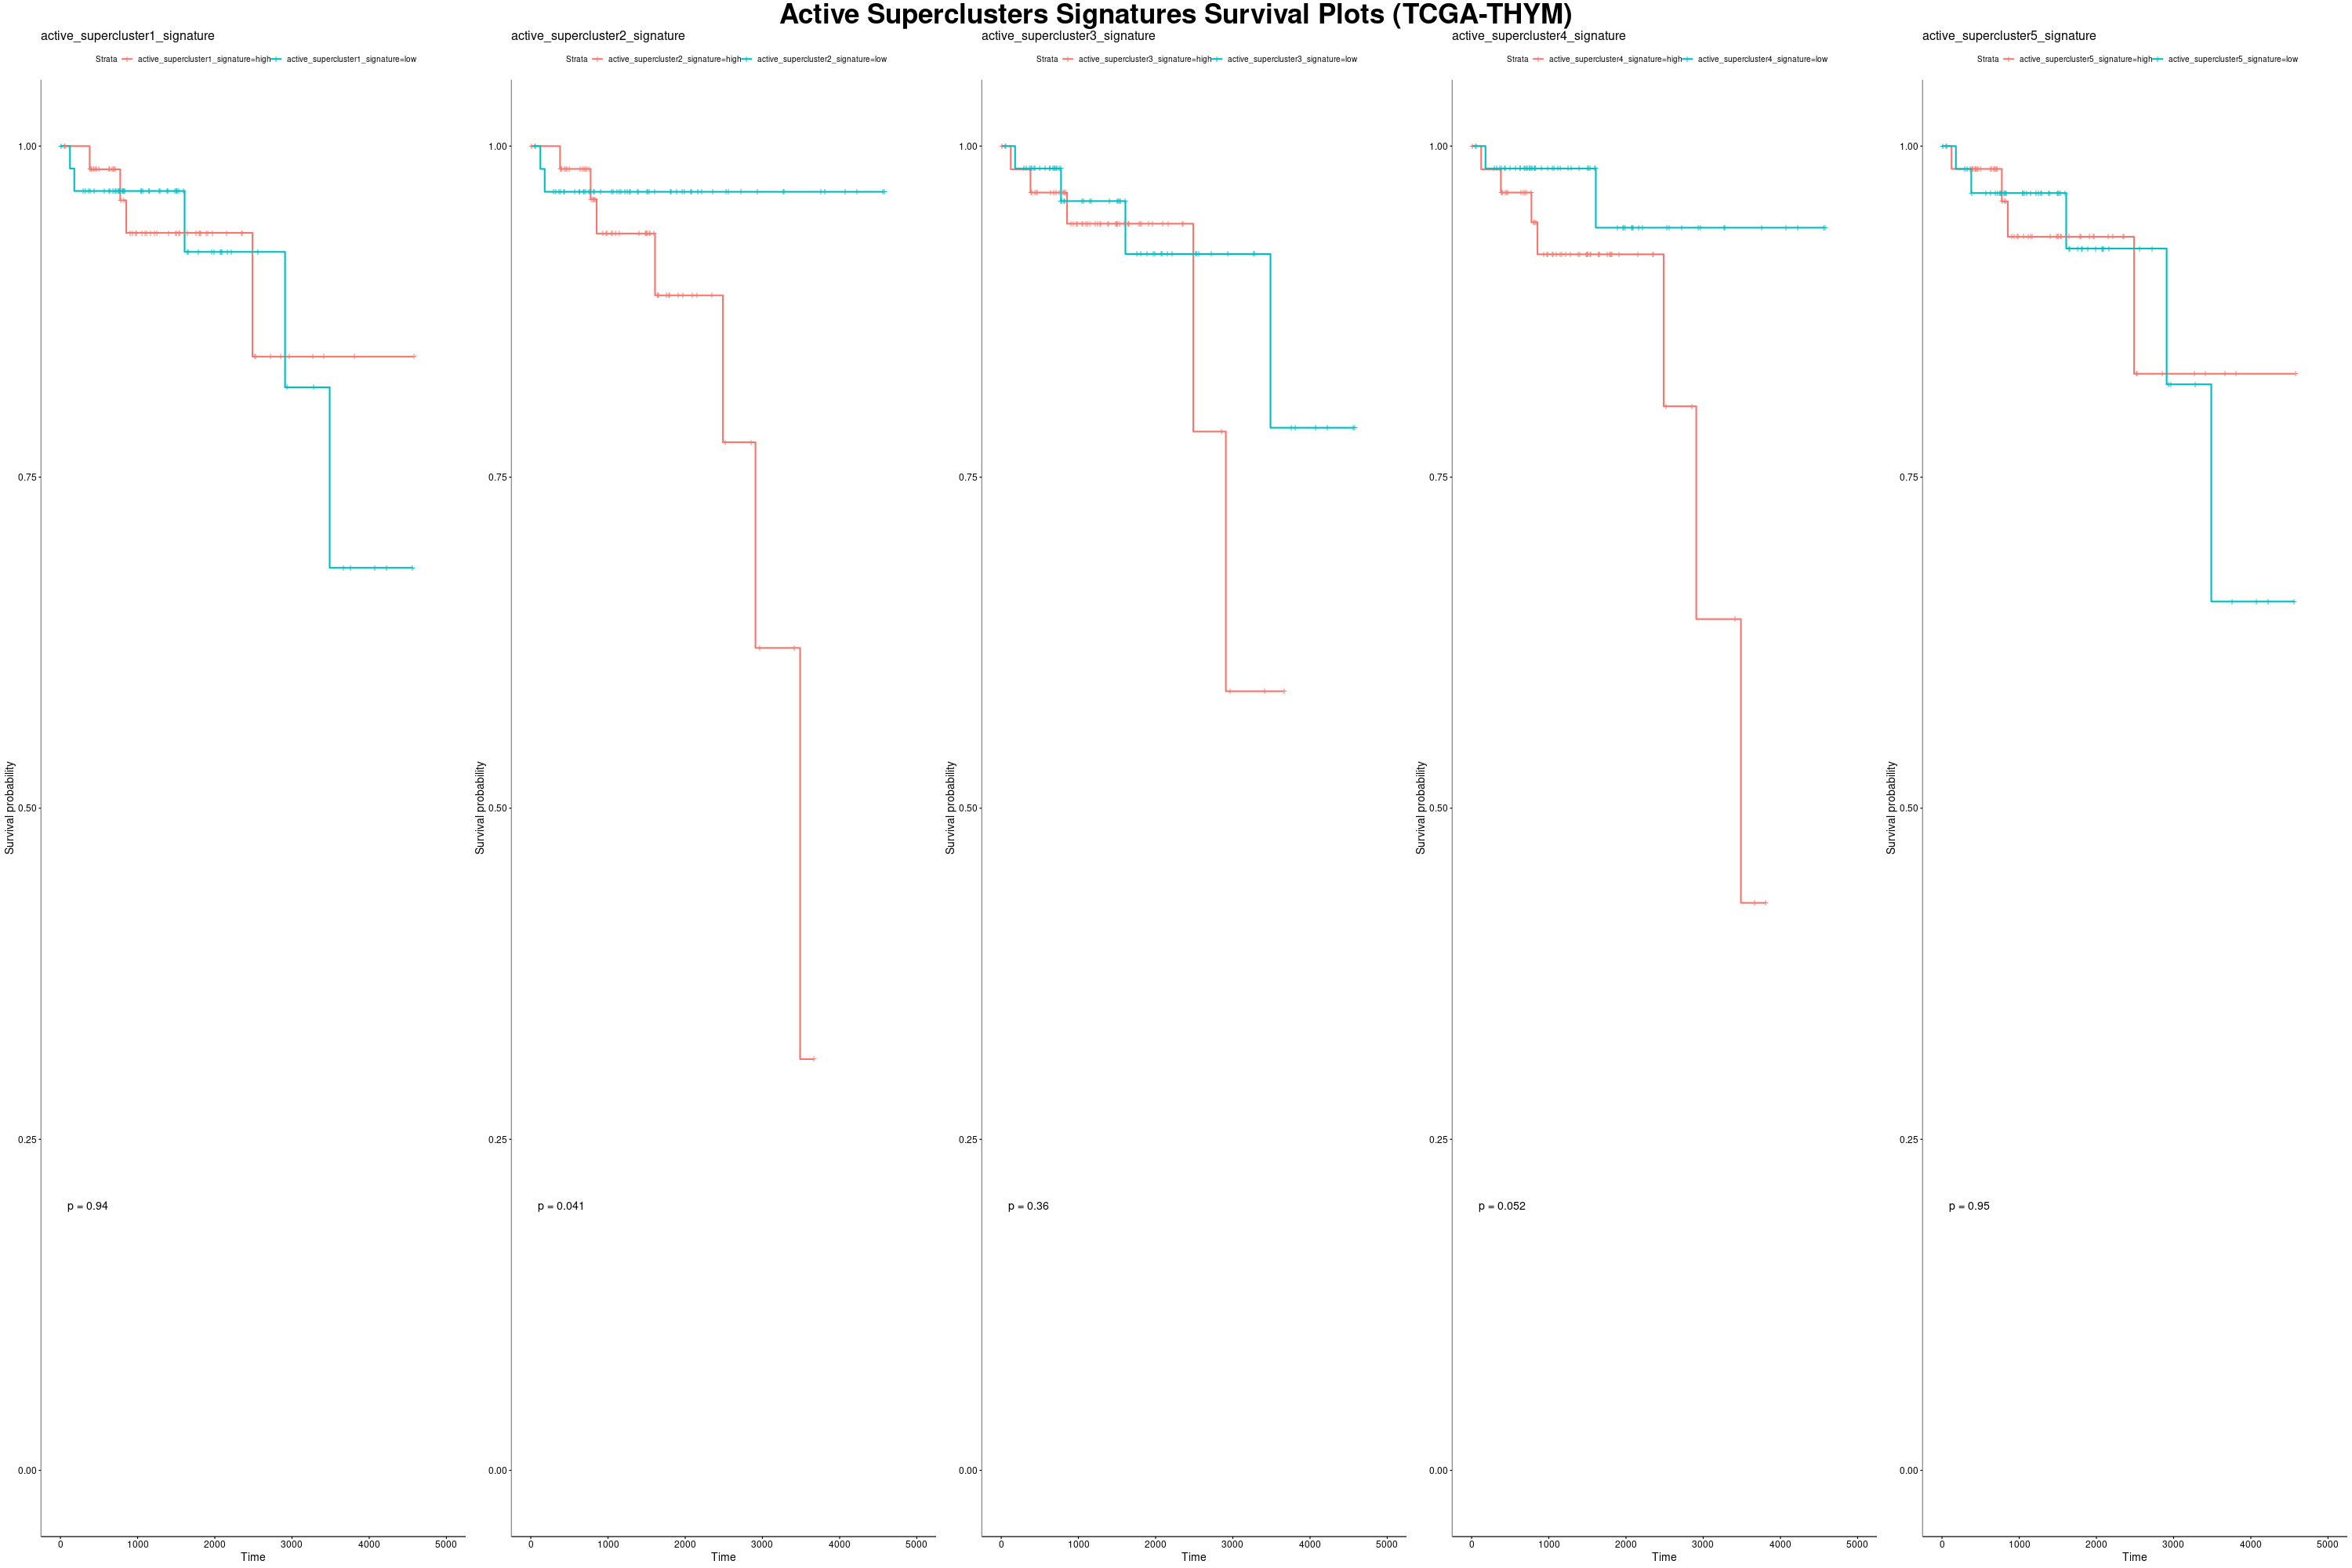 Active Superclusters Signatures Survival Plots (TCGA-THYM)
active_supercluster1_signature
Strata active_supercluster1_signature=high active_supercluster1_signature=low
1.00
0.75
0.50
0.25
0.00
Survival probability
p = 0.94
0 1000 2000 3000 4000 5000
Time
active_supercluster2_signature
Strata active_supercluster2_signature=high active_supercluster2_signature=low
1.00
0.75
0.50
0.25
0.00
Survival probability
p = 0.041
0 1000 2000 3000 4000 5000
Time
active_supercluster3_signature
Strata active_supercluster3_signature=high active_supercluster3_signature=low
1.00
0.75
0.50
0.25
0.00
Survival probability
p = 0.36
0 1000 2000 3000 4000 5000
Time
active_supercluster4_signature
Strata active_supercluster4_signature=high active_supercluster4_signature=low
1.00
0.75
0.50
0.25
0.00
Survival probability
p = 0.052
0 1000 2000 3000 4000 5000
Time
active_supercluster5_signature
Strata active_supercluster5_signature=high active_supercluster5_signature=low
1.00
0.75
0.50
0.25
0.00
Survival probability
p = 0.95
0 1000 2000 3000 4000 5000
Time